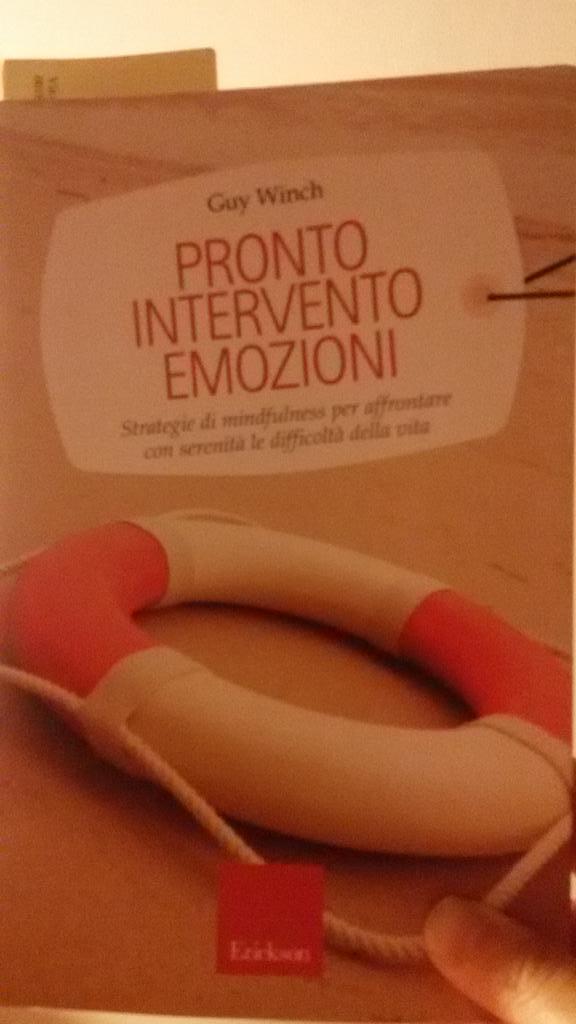 Guy Winch
PRONTO
INTERVENTO
EMOZIONI
Strategie di mindfulness per affrontare
con serenità le difficoltà della vita
Erickson